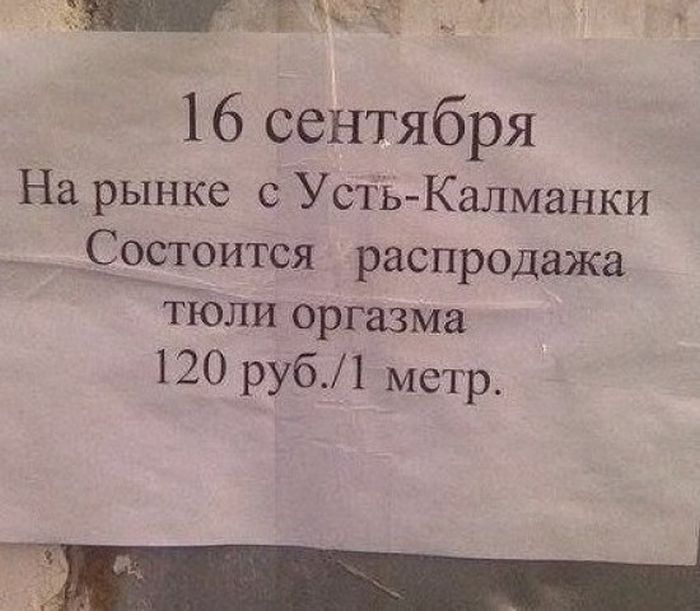 16 сентября
На рынке с Усть-Калманки
Состоится распродажа
тюли оргазма
120 руб./1 метр.